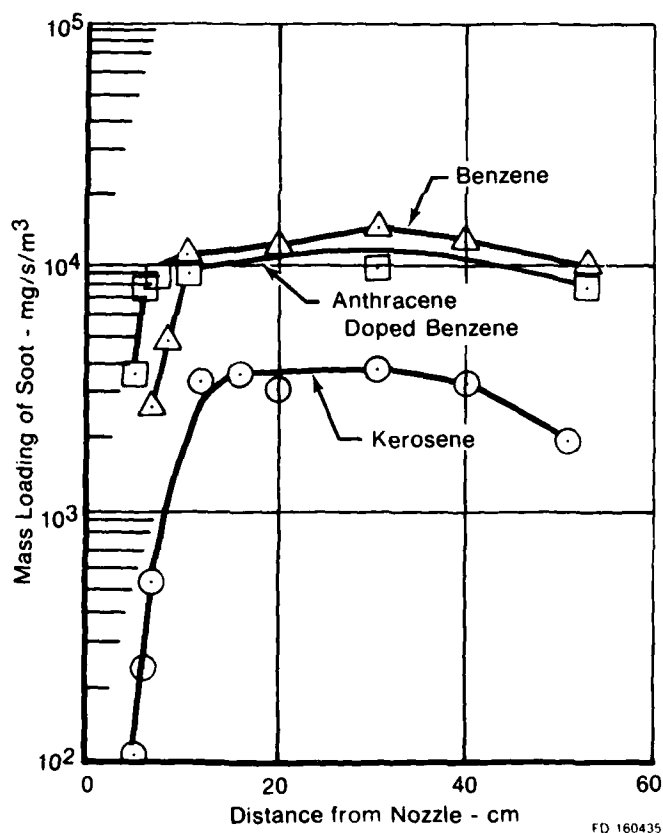 10^5
Benzene
10^4
Anthracene
Doped Benzene
Kerosene
10^3
10^2
0
20
40
60
Mass Loading of Soot - mg/s/m^3
Distance from Nozzle - cm
FD 160435